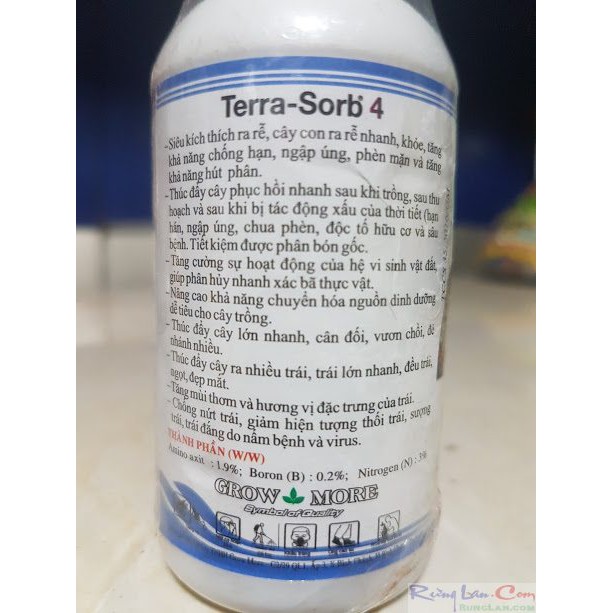 Terra-Sorb® 4
-Siêu kích thích ra rễ, cây con ra rễ nhanh, khỏe, tăng
khả năng chống hạn, ngập úng, phèn mặn và tăng
khả năng hút phân.
-Thúc đẩy cây phục hồi nhanh sau khi trồng, sau thu
hoạch và sau khi bị tác động xấu của thời tiết (hạn
hán, ngập úng, chua phèn, độc tố hữu cơ và sâu
bệnh. Tiết kiệm được phân bón gốc.
-Tăng cường sự hoạt động của hệ vi sinh vật đất,
giúp phân hủy nhanh xác bã thực vật.
-Nâng cao khả năng chuyển hóa nguồn dinh dưỡng
dễ tiêu cho cây trồng.
-Thúc đẩy cây lớn nhanh, cân đối, vươn chồi, đẻ
nhánh nhiều.
-Thúc đẩy cây ra nhiều trái, trái lớn nhanh, đều trái,
ngọt, đẹp mắt.
-Tăng mùi thơm và hương vị đặc trưng của trái.
-Chống nứt trái, giảm hiện tượng thối trái, sượng
trái, trái đắng do nấm bệnh và virus.
THÀNH PHẦN (W/W)
Amino axit : 1.9%; Boron (B) : 0.2%; Nitrogen (N) : 3%
GROW MORE
Symbol of Quality
Rừng Lan.Com
RungLan.com